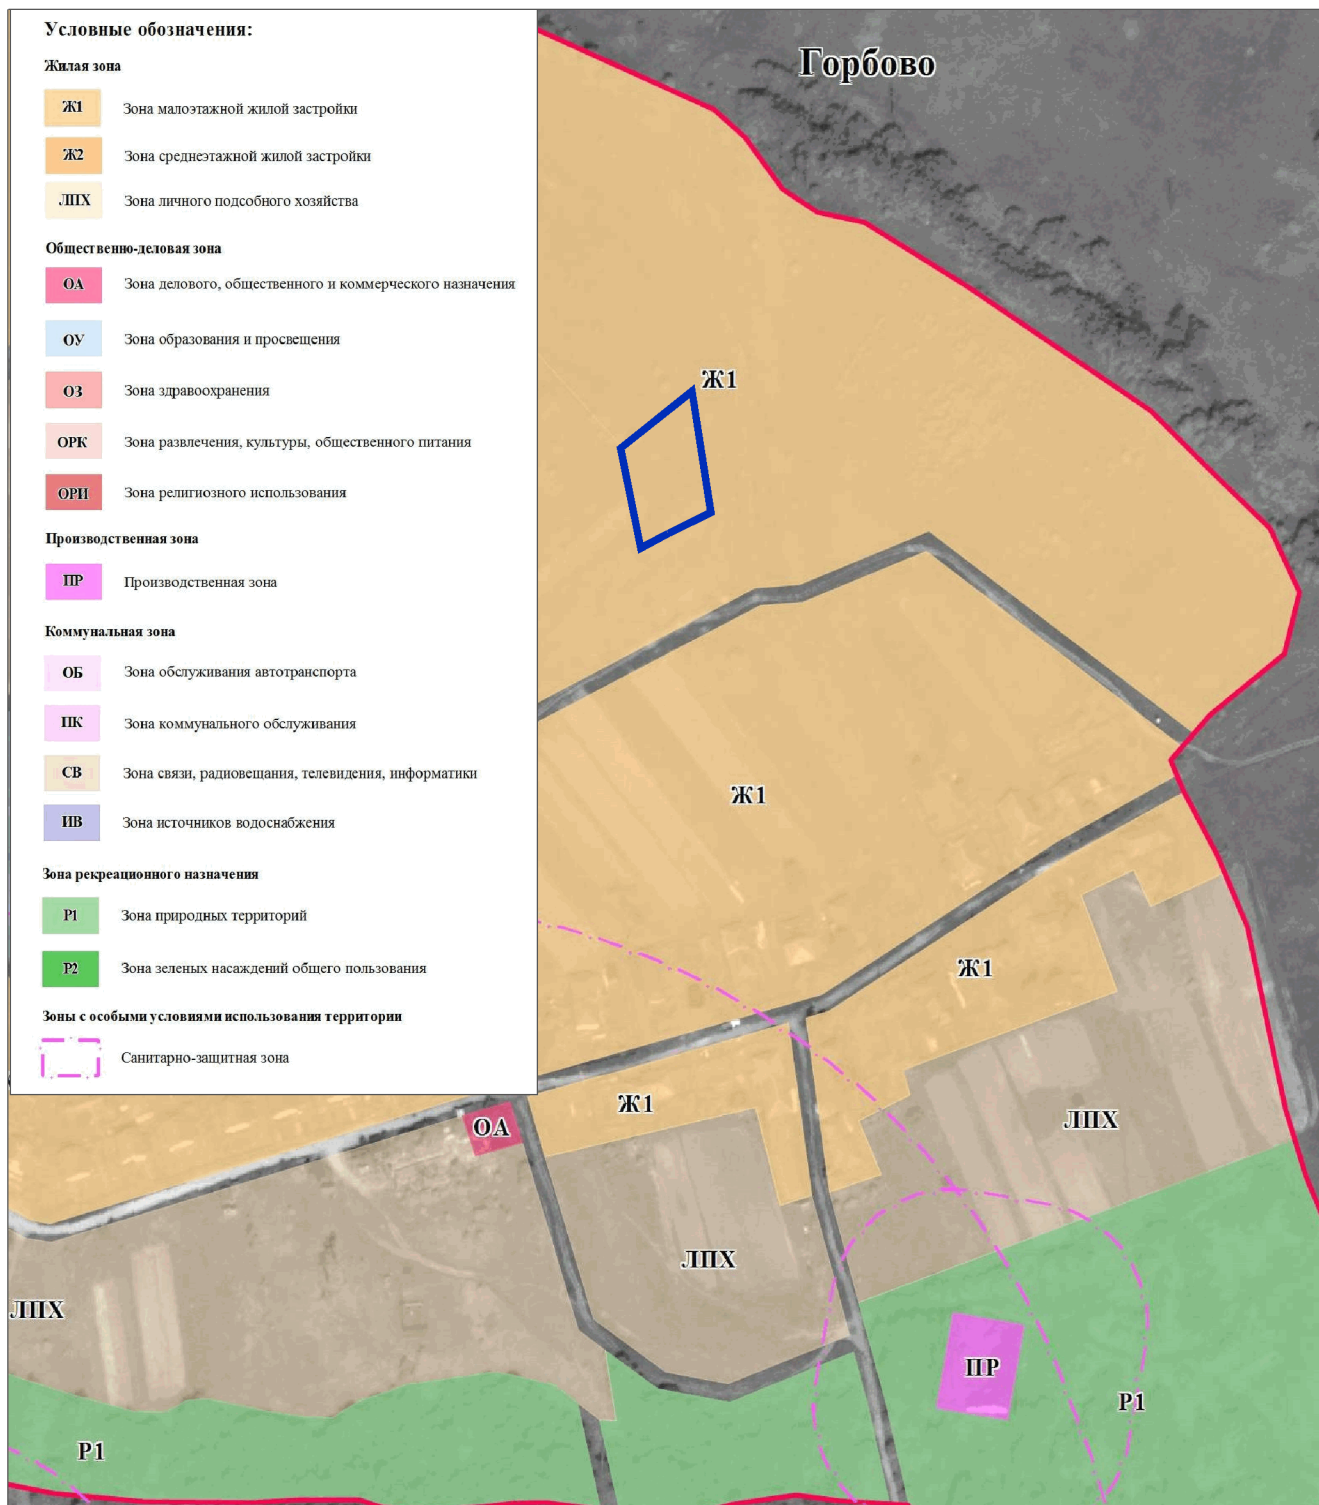 Условные обозначения:
Жилая зона
Ж1 Зона малоэтажной жилой застройки
Ж2 Зона среднеэтажной жилой застройки
ЛПХ Зона личного подсобного хозяйства
Общественно-деловая зона
ОА Зона делового, общественного и коммерческого назначения
ОУ Зона образования и просвещения
ОЗ Зона здравоохранения
ОРК Зона развлечения, культуры, общественного питания
ОРИ Зона религиозного использования
Производственная зона
ПР Производственная зона
Коммунальная зона
ОБ Зона обслуживания автотранспорта
ПК Зона коммунального обслуживания
СВ Зона связи, радиовещания, телевидения, информатики
ИВ Зона источников водоснабжения
Зона рекреационного назначения
Р1 Зона природных территорий
Р2 Зона зеленых насаждений общего пользования
Зоны с особыми условиями использования территории
Санитарно-защитная зона
Горбово
Ж1
Ж1
Ж1
Ж1
ОА
ЛПХ
ЛПХ
ЛПХ
ПР
Р1
Р1